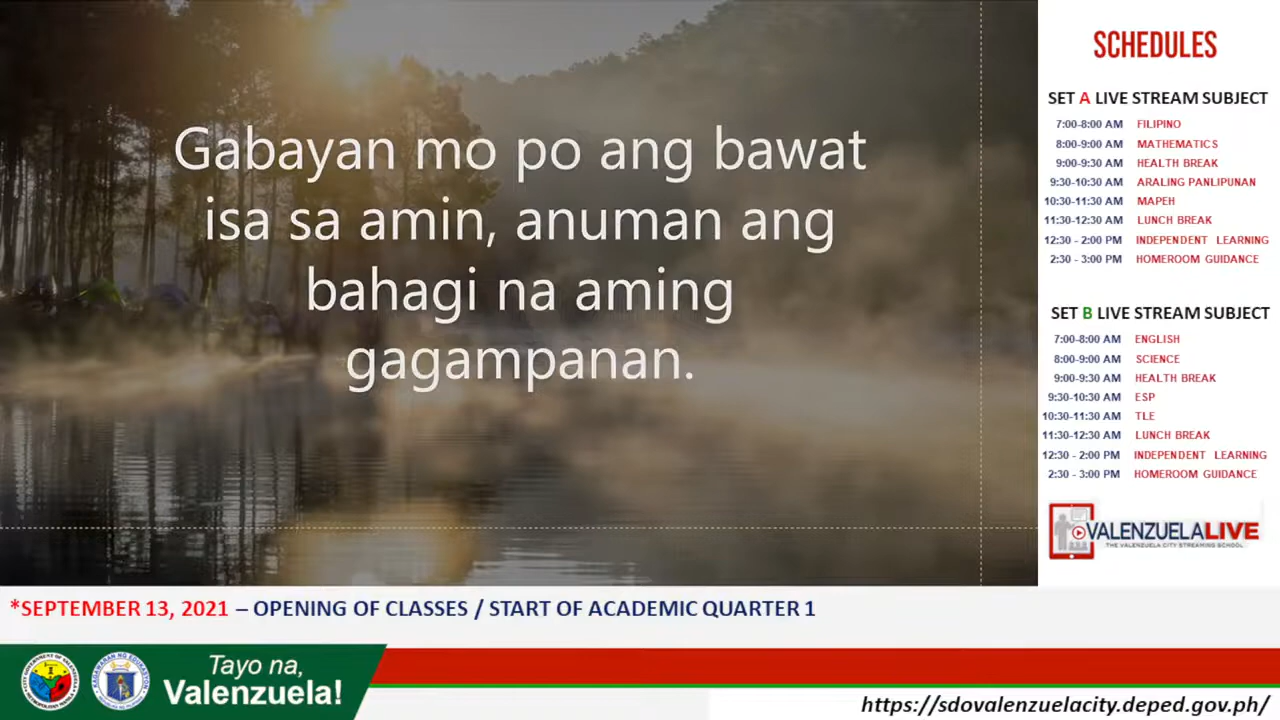 Gabayan mo po ang bawat
isa sa amin, anuman ang
bahagi na aming
gagampanan.
SCHEDULES
SET A LIVE STREAM SUBJECT
7:00-8:00 AM FILIPINO
8:00-9:00 AM MATHEMATICS
9:00-9:30 AM HEALTH BREAK
9:30-10:30 AM ARALING PANLIPUNAN
10:30-11:30 AM MAPEH
11:30-12:30 AM LUNCH BREAK
12:30 - 2:00 PM INDEPENDENT LEARNING
2:30 - 3:00 PM HOMEROOM GUIDANCE
SET B LIVE STREAM SUBJECT
7:00-8:00 AM ENGLISH
8:00-9:00 AM SCIENCE
9:00-9:30 AM HEALTH BREAK
9:30-10:30 AM ESP
10:30-11:30 AM TLE
11:30-12:30 AM LUNCH BREAK
12:30 - 2:00 PM INDEPENDENT LEARNING
2:30 - 3:00 PM HOMEROOM GUIDANCE
VALENZUELALIVE
THE VALENZUELA CITY STREAMING SCHOOL
*SEPTEMBER 13, 2021 – OPENING OF CLASSES / START OF ACADEMIC QUARTER 1
Tayo na,
Valenzuela!
https://sdovalenzuelacity.deped.gov.ph/